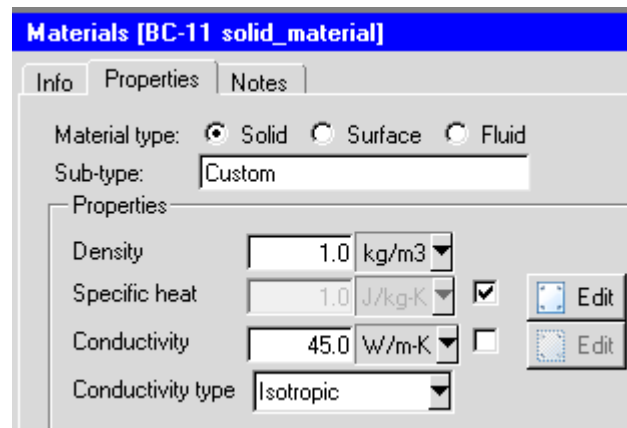 Materials [BC-11 solid_material]
Info Properties Notes
Material type: Solid Surface Fluid
Sub-type: Custom
Properties
Density 1.0 kg/m3
Specific heat 1.0 J/kg-K Edit
Conductivity 45.0 W/m-K Edit
Conductivity type Isotropic